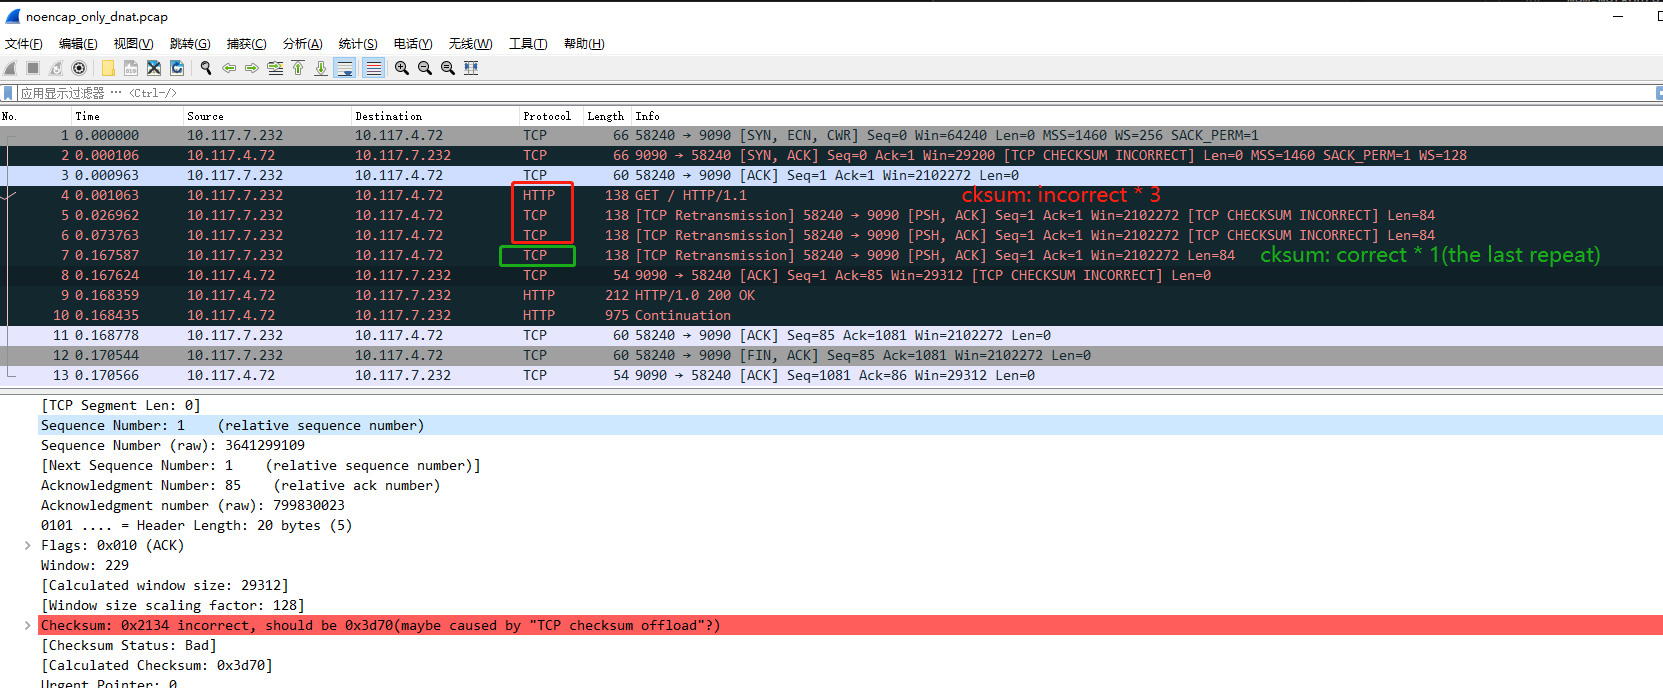 noencap_only_dnat.pcap
文件(F) 编辑(E) 视图(V) 跳转(G) 捕获(C) 分析(A) 统计(S) 电话(Y) 无线(W) 工具(T) 帮助(H)
应用显示过滤器 … <Ctrl-/>
No. Time Source Destination Protocol Length Info
1 0.000000 10.117.7.232 10.117.4.72 TCP 66 58240 → 9090 [SYN, ECN, CWR] Seq=0 Win=64240 Len=0 MSS=1460 WS=256 SACK_PERM=1
2 0.000106 10.117.4.72 10.117.7.232 TCP 66 9090 → 58240 [SYN, ACK] Seq=0 Ack=1 Win=29200 [TCP CHECKSUM INCORRECT] Len=0 MSS=1460 SACK_PERM=1 WS=128
3 0.000963 10.117.7.232 10.117.4.72 TCP 60 58240 → 9090 [ACK] Seq=1 Ack=1 Win=2102272 Len=0
4 0.001063 10.117.7.232 10.117.4.72 HTTP 138 GET / HTTP/1.1 cksum: incorrect * 3
5 0.026962 10.117.7.232 10.117.4.72 TCP 138 [TCP Retransmission] 58240 → 9090 [PSH, ACK] Seq=1 Ack=1 Win=2102272 [TCP CHECKSUM INCORRECT] Len=84
6 0.073763 10.117.7.232 10.117.4.72 TCP 138 [TCP Retransmission] 58240 → 9090 [PSH, ACK] Seq=1 Ack=1 Win=2102272 [TCP CHECKSUM INCORRECT] Len=84
7 0.167587 10.117.7.232 10.117.4.72 TCP 138 [TCP Retransmission] 58240 → 9090 [PSH, ACK] Seq=1 Ack=1 Win=2102272 Len=84 cksum: correct * 1(the last repeat)
8 0.167624 10.117.4.72 10.117.7.232 TCP 54 9090 → 58240 [ACK] Seq=1 Ack=85 Win=29312 [TCP CHECKSUM INCORRECT] Len=0
9 0.168359 10.117.4.72 10.117.7.232 HTTP 212 HTTP/1.0 200 OK
10 0.168435 10.117.4.72 10.117.7.232 HTTP 975 Continuation
11 0.168778 10.117.7.232 10.117.4.72 TCP 60 58240 → 9090 [ACK] Seq=85 Ack=1081 Win=2102272 Len=0
12 0.170544 10.117.7.232 10.117.4.72 TCP 60 58240 → 9090 [FIN, ACK] Seq=85 Ack=1081 Win=2102272 Len=0
13 0.170566 10.117.4.72 10.117.7.232 TCP 54 9090 → 58240 [ACK] Seq=1081 Ack=86 Win=29312 Len=0
[TCP Segment Len: 0]
Sequence Number: 1 (relative sequence number)
Sequence Number (raw): 3641299109
[Next Sequence Number: 1 (relative sequence number)]
Acknowledgment Number: 85 (relative ack number)
Acknowledgment number (raw): 799830023
0101 .... = Header Length: 20 bytes (5)
Flags: 0x010 (ACK)
Window: 229
[Calculated window size: 29312]
[Window size scaling factor: 128]
Checksum: 0x2134 incorrect, should be 0x3d70(maybe caused by "TCP checksum offload"?)
[Checksum Status: Bad]
[Calculated Checksum: 0x3d70]
Urgent Pointer: 0